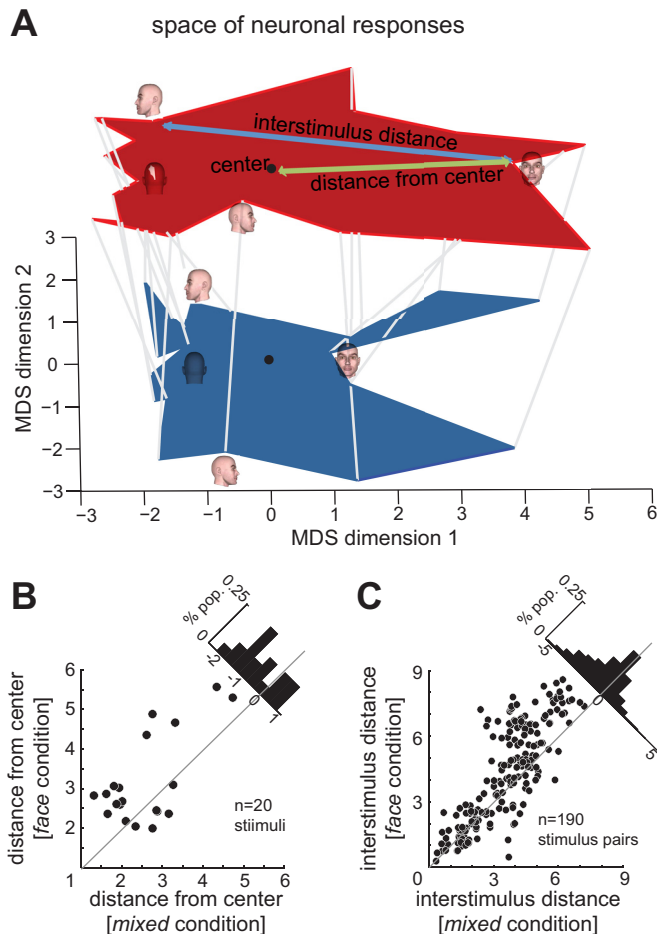 A
space of neuronal responses
interstimulus distance
center
distance from center
3
2
1
0
−1
−2
−3
MDS dimension 2
−3 −2 −1 0 1 2 3 4 5 6
MDS dimension 1
B
% pop.
0.25
0
-2
-1
0
1
6
5
4
3
2
distance from center
[face condition]
n=20
stiimuli
1 2 3 4 5 6
distance from center
[mixed condition]
C
% pop.
0.25
0
-5
0
5
9
6
3
0
interstimulus distance
[face condition]
n=190
stimulus pairs
0 3 6 9
interstimulus distance
[mixed condition]